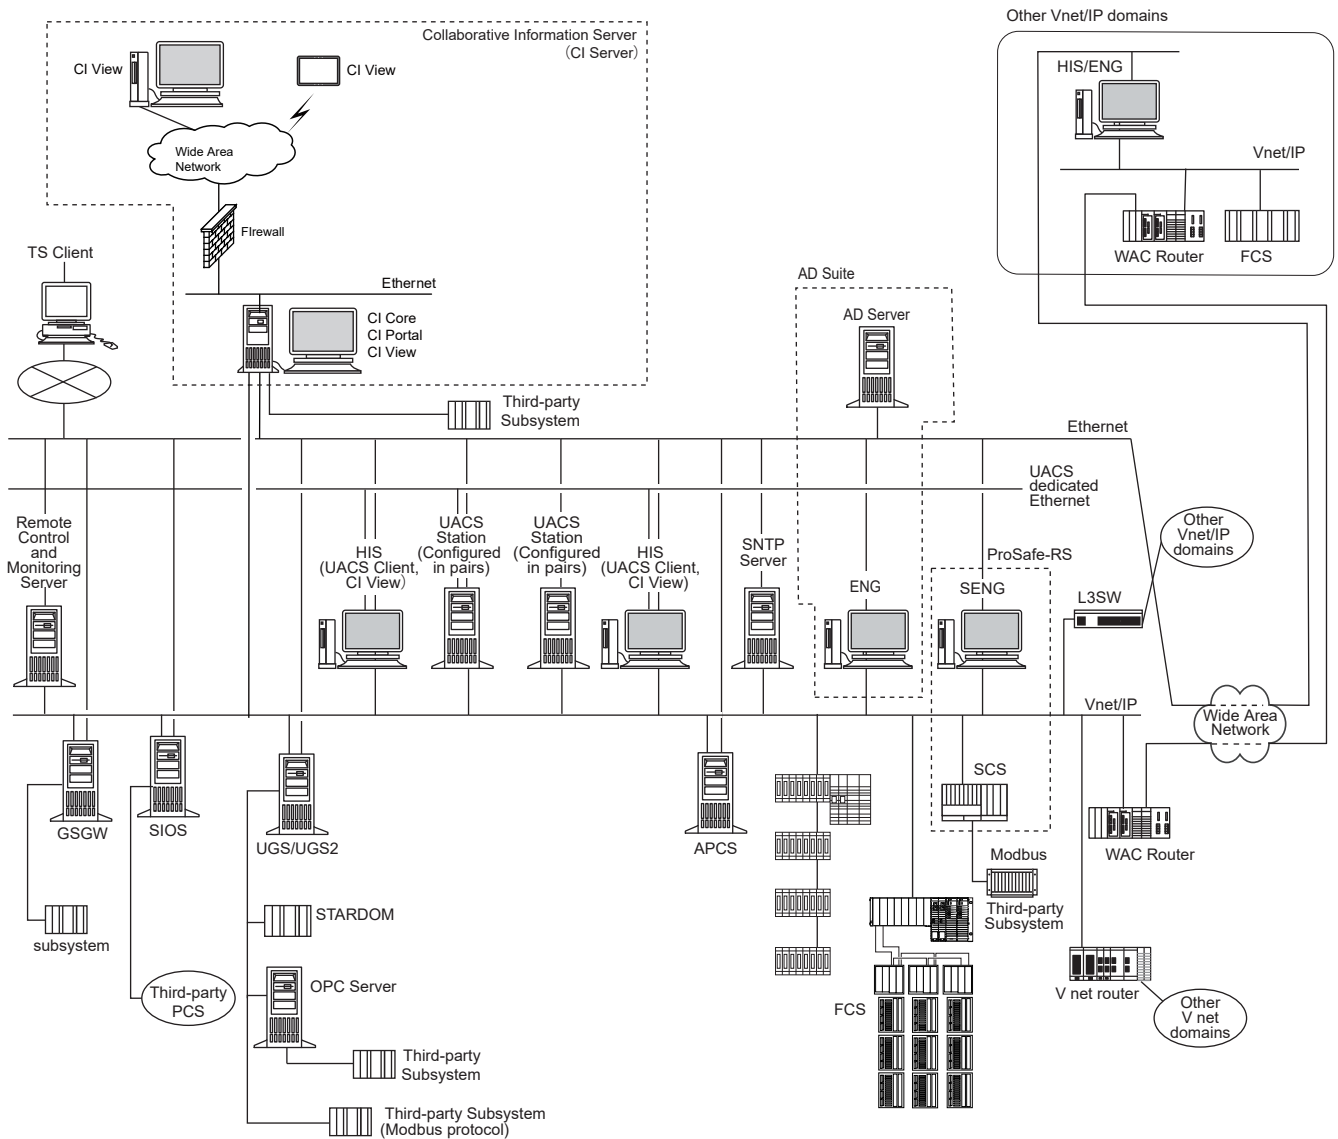 Other Vnet/IP domains
Collaborative Information Server
(CI Server)
CI View
CI View
HIS/ENG
Wide Area
Network
Vnet/IP
FIrewall
WAC Router
FCS
TS Client
Ethernet
AD Suite
CI Core
CI Portal
CI View
AD Server
Third-party
Subsystem
Ethernet
UACS
dedicated
Ethernet
Remote
Control
and
Monitoring
Server
HIS
(UACS Client,
CI View)
UACS
Station
(Configured
in pairs)
UACS
Station
(Configured
in pairs)
HIS
(UACS Client,
CI View)
SNTP
Server
ENG
ProSafe-RS
SENG
Other
Vnet/IP
domains
L3SW
Vnet/IP
Wide Area
Network
SCS
GSGW
SIOS
UGS/UGS2
APCS
WAC Router
Modbus
Third-party
Subsystem
subsystem
STARDOM
Third-party
PCS
OPC Server
FCS
V net router
Other
V net
domains
Third-party
Subsystem
Third-party Subsystem
(Modbus protocol)